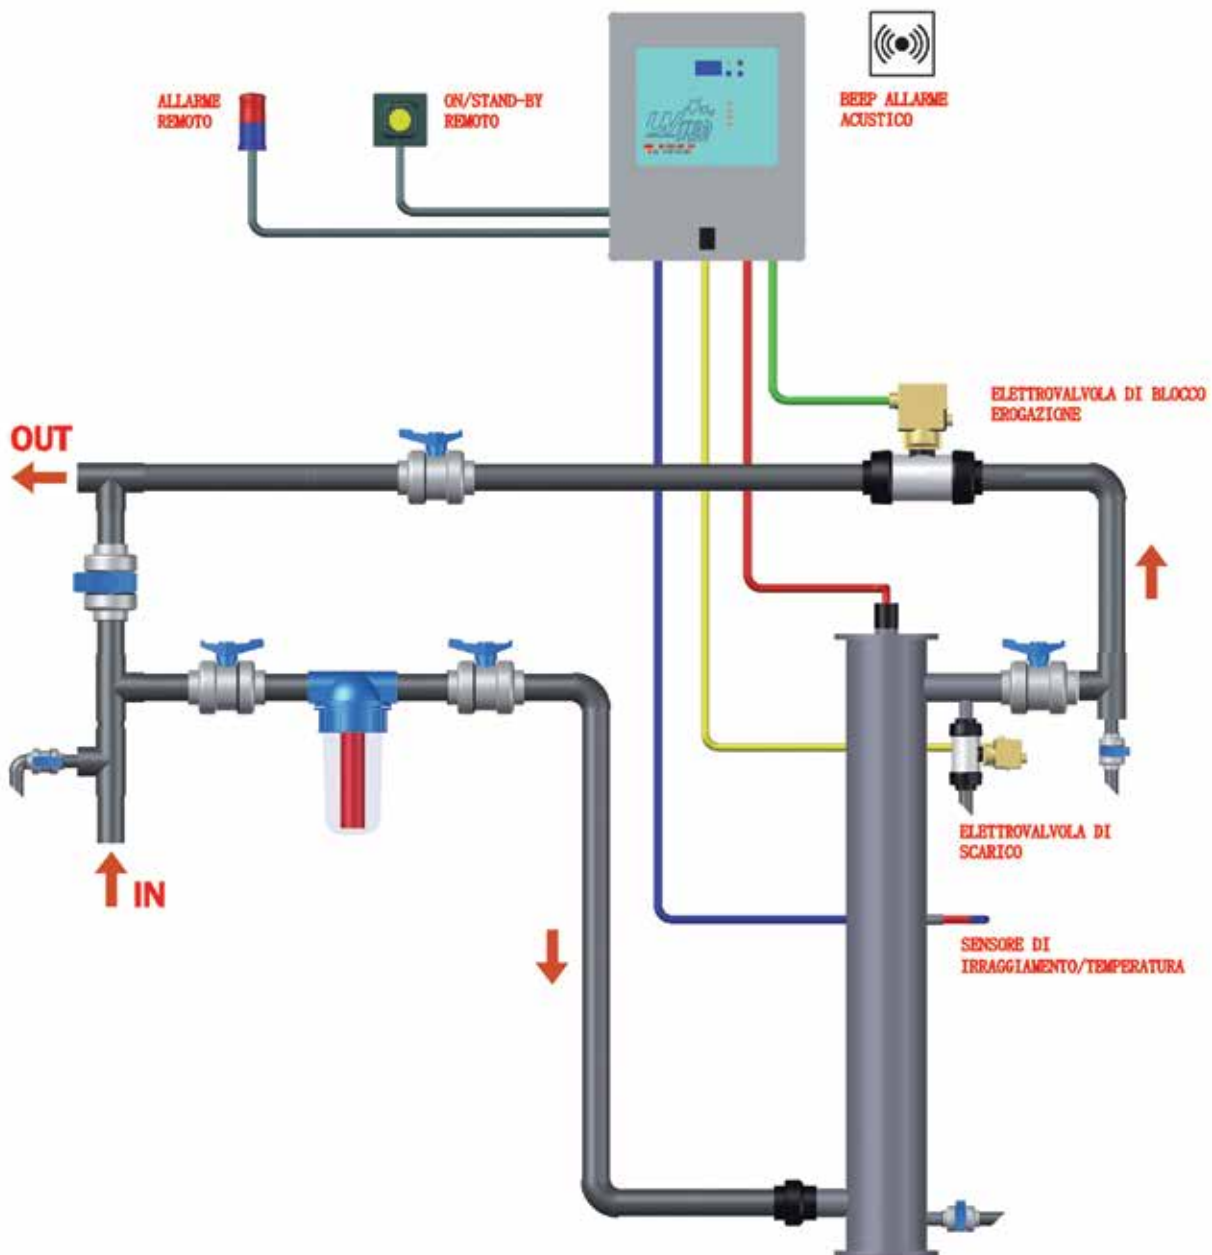 ALLARME
REMOTO
ON/STAND-BY
REMOTO
BEEP ALLARME
ACUSTICO
ELETTROVALVOLA DI BLOCCO
EROGAZIONE
OUT
IN
ELETTROVALVOLA DI
SCARICO
SENSORE DI
IRRAGGIAMENTO/TEMPERATURA